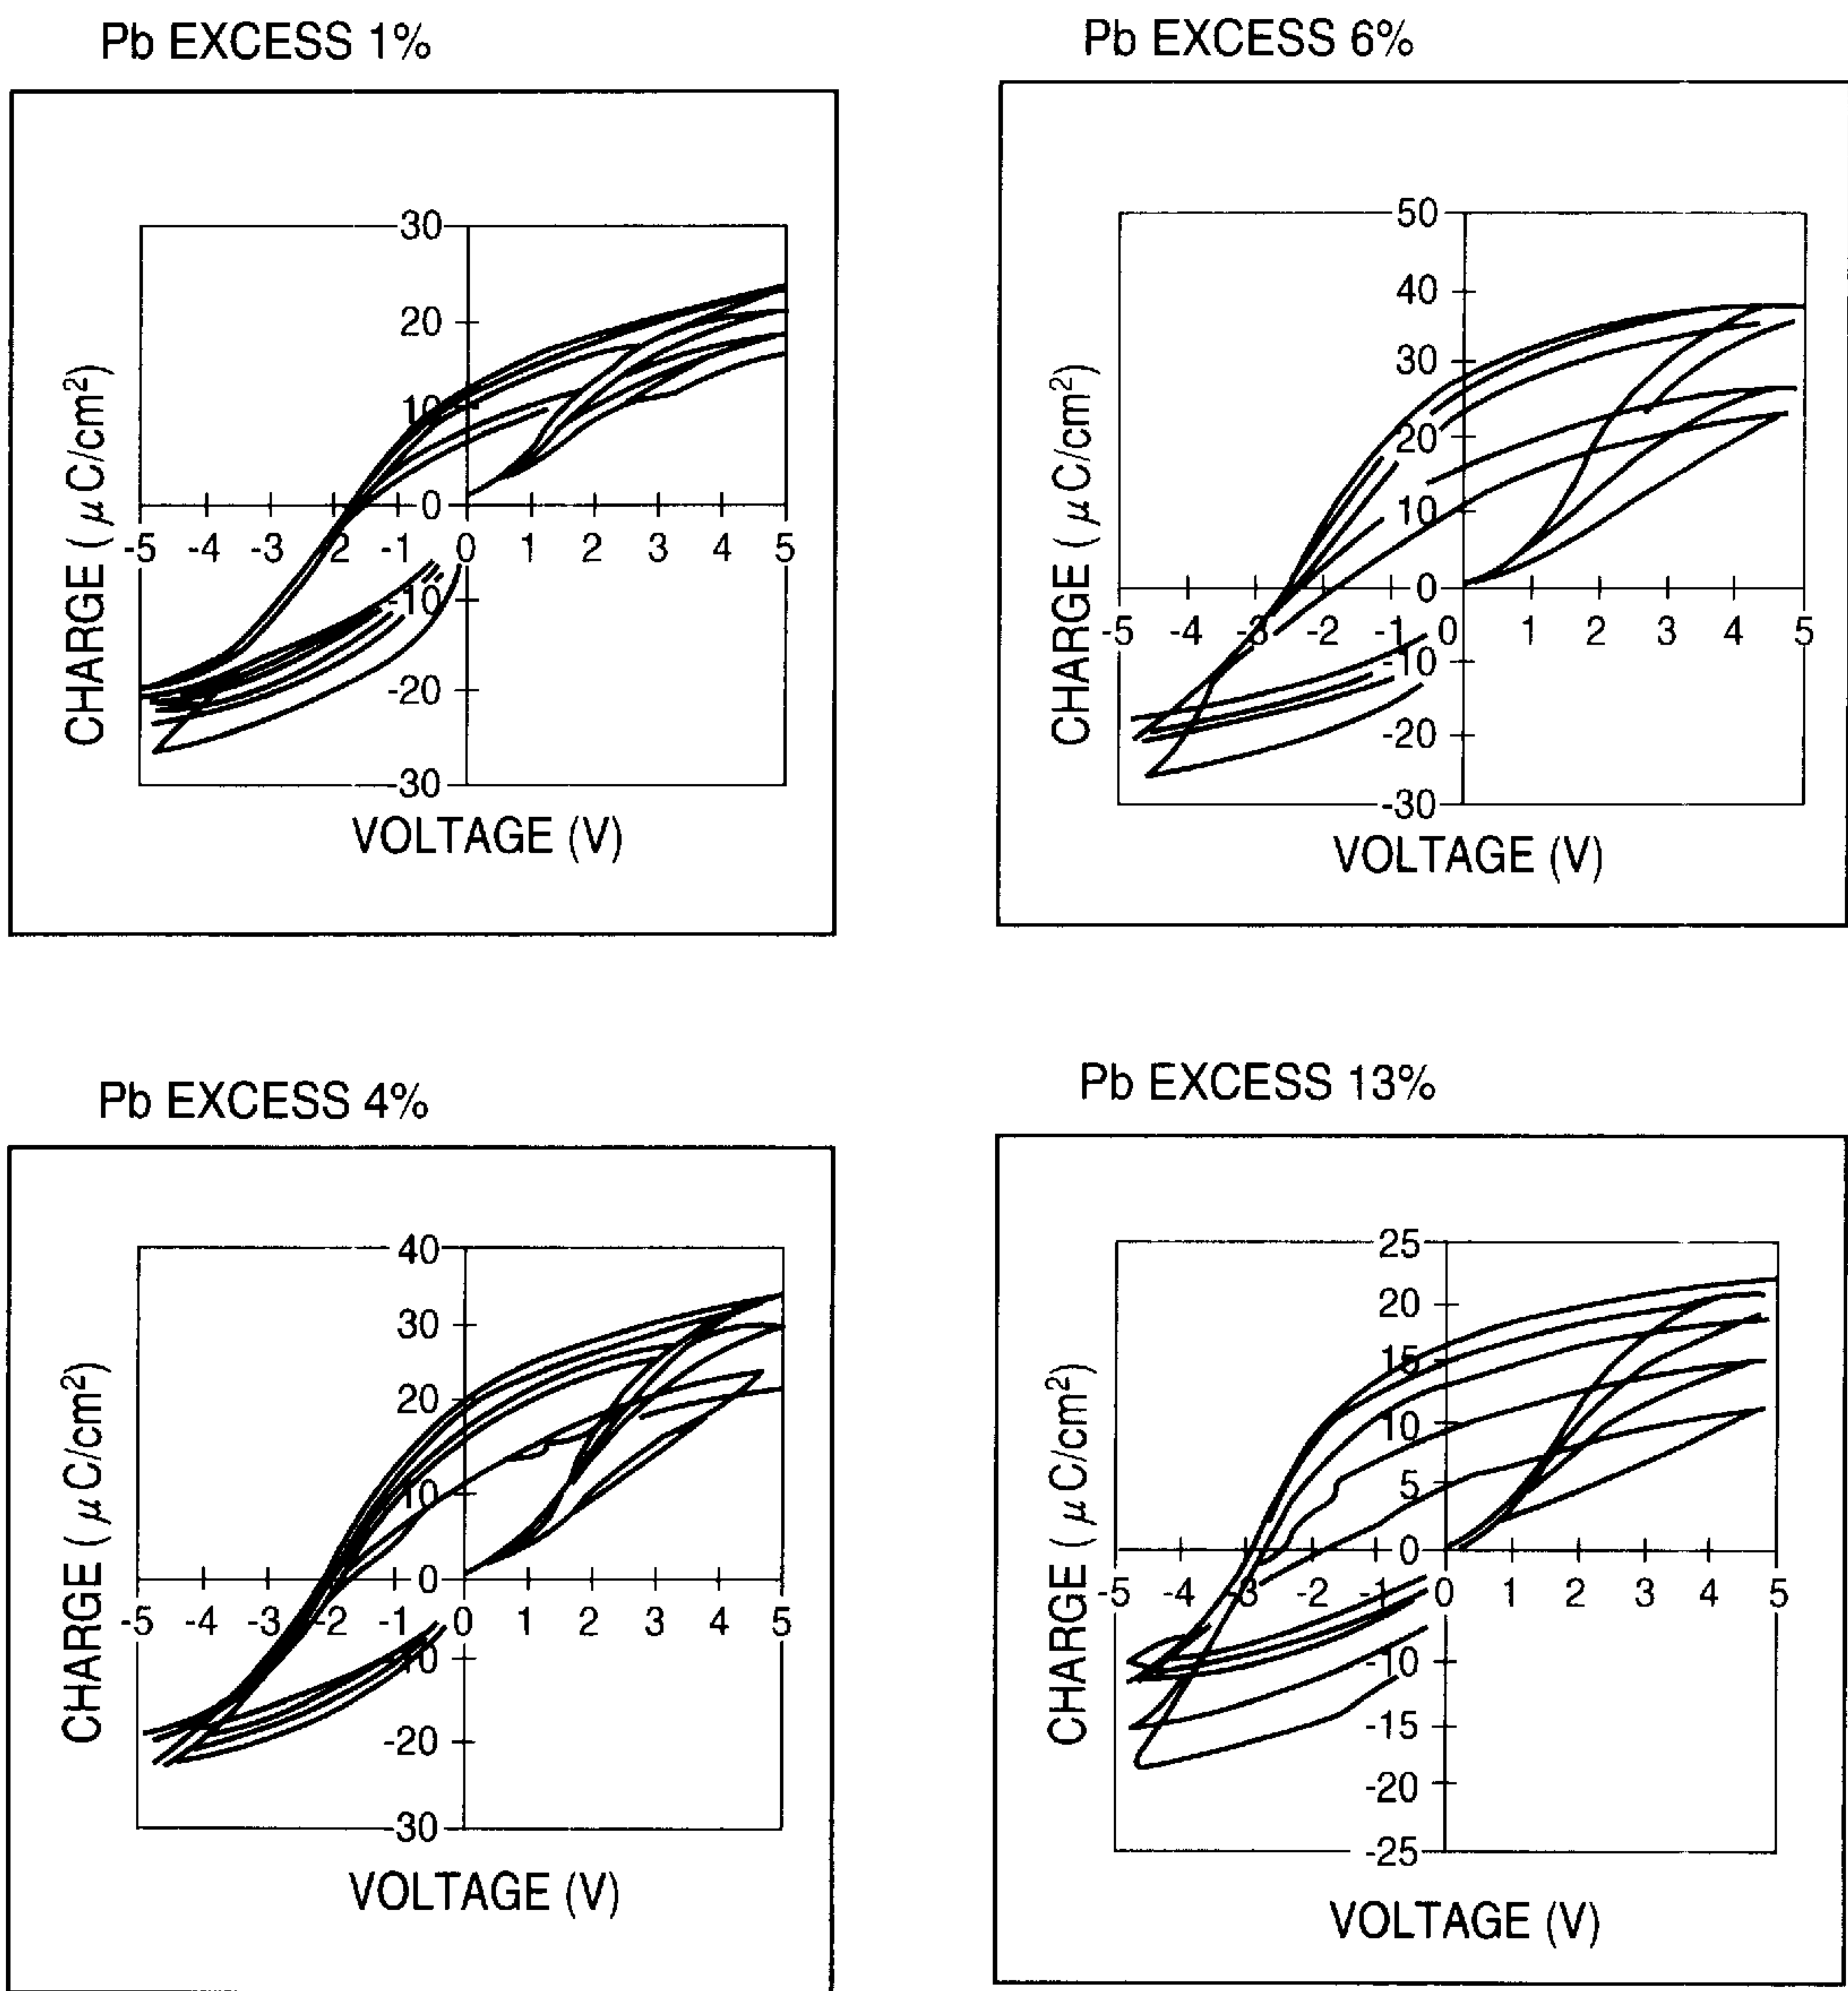 Pb EXCESS 1%
30
20
10
0
-5 -4 -3 2 -1 0 1 2 3 4 5
-10
-20
-30
CHARGE ( μC/cm2)
VOLTAGE (V)
Pb EXCESS 6%
50
40
30
20
10
0
-5 -4 -3 -2 -1 0 1 2 3 4 5
-10
-20
-30
CHARGE ( μC/cm2)
VOLTAGE (V)
Pb EXCESS 4%
40
30
20
10
0
-5 -4 -3 -2 -1 0 1 2 3 4 5
10
-20
-30
CHARGE ( μC/cm2)
VOLTAGE (V)
Pb EXCESS 13%
25
20
15
10
5
0
-5 -4 -3 -2 -1 0 1 2 3 4 5
-10
-15
-20
-25
CHARGE ( μC/cm2)
VOLTAGE (V)